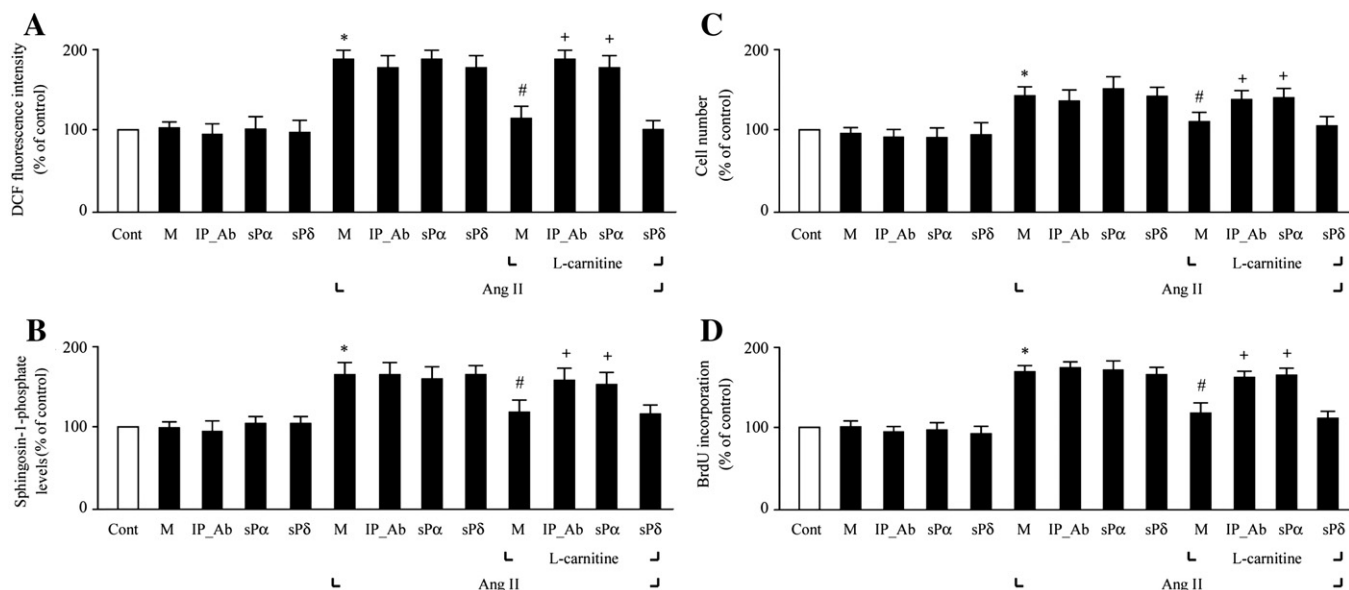 A
DCF fluorescence intensity
(% of control)
200
100
0
* # + +
Cont M IP_Ab sPα sPδ M IP_Ab sPα sPδ M IP_Ab sPα sPδ
L-carnitine
Ang II
B
Sphingosin-1-phosphate
levels (% of control)
200
100
0
* # + +
Cont M IP_Ab sPα sPδ M IP_Ab sPα sPδ M IP_Ab sPα sPδ
L-carnitine
Ang II
C
Cell number
(% of control)
200
100
0
* # + +
Cont M IP_Ab sPα sPδ M IP_Ab sPα sPδ M IP_Ab sPα sPδ
L-carnitine
Ang II
D
BrdU incorporation
(% of control)
200
100
0
* # + +
Cont M IP_Ab sPα sPδ M IP_Ab sPα sPδ M IP_Ab sPα sPδ
L-carnitine
Ang II